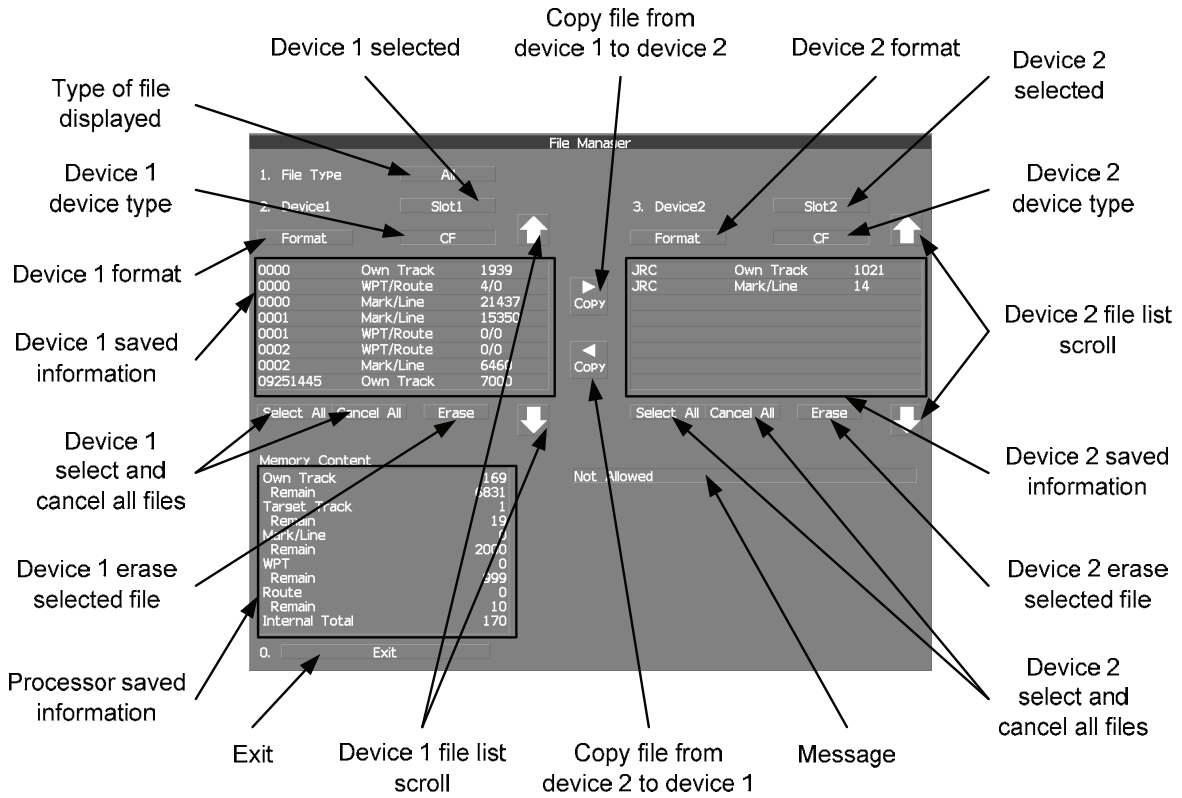 Copy file from
device 1 to device 2
Device 1 selected
Device 2 format
Device 2
selected
Type of file
displayed
File Manager
Device 1
device type
1. File Type All
Device 2
device type
2. Device1 Slot1
3. Device2 Slot2
Format CF
Format CF
Device 1 format
0000 Own Track 1939
0000 WPT/Route 4/0
0000 Mark/Line 21437
0001 Mark/Line 15350
0001 WPT/Route 0/0
0002 WPT/Route 0/0
0002 Mark/Line 6460
09251445 Own Track 7000
Copy
Copy
JRC Own Track 1021
JRC Mark/Line 14
Device 1 saved
information
Device 2 file list
scroll
Select All Cancel All Erase
Select All Cancel All Erase
Device 1
select and
cancel all files
Memory Content
Own Track 169
Remain 6831
Target Track 1
Remain 19
Mark/Line 0
Remain 2000
WPT 0
Remain 999
Route 0
Remain 10
Internal Total 170
Not Allowed
Device 2 saved
information
Device 1 erase
selected file
Device 2 erase
selected file
0. Exit
Processor saved
information
Device 2
select and
cancel all files
Exit
Device 1 file list
scroll
Copy file from
device 2 to device 1
Message